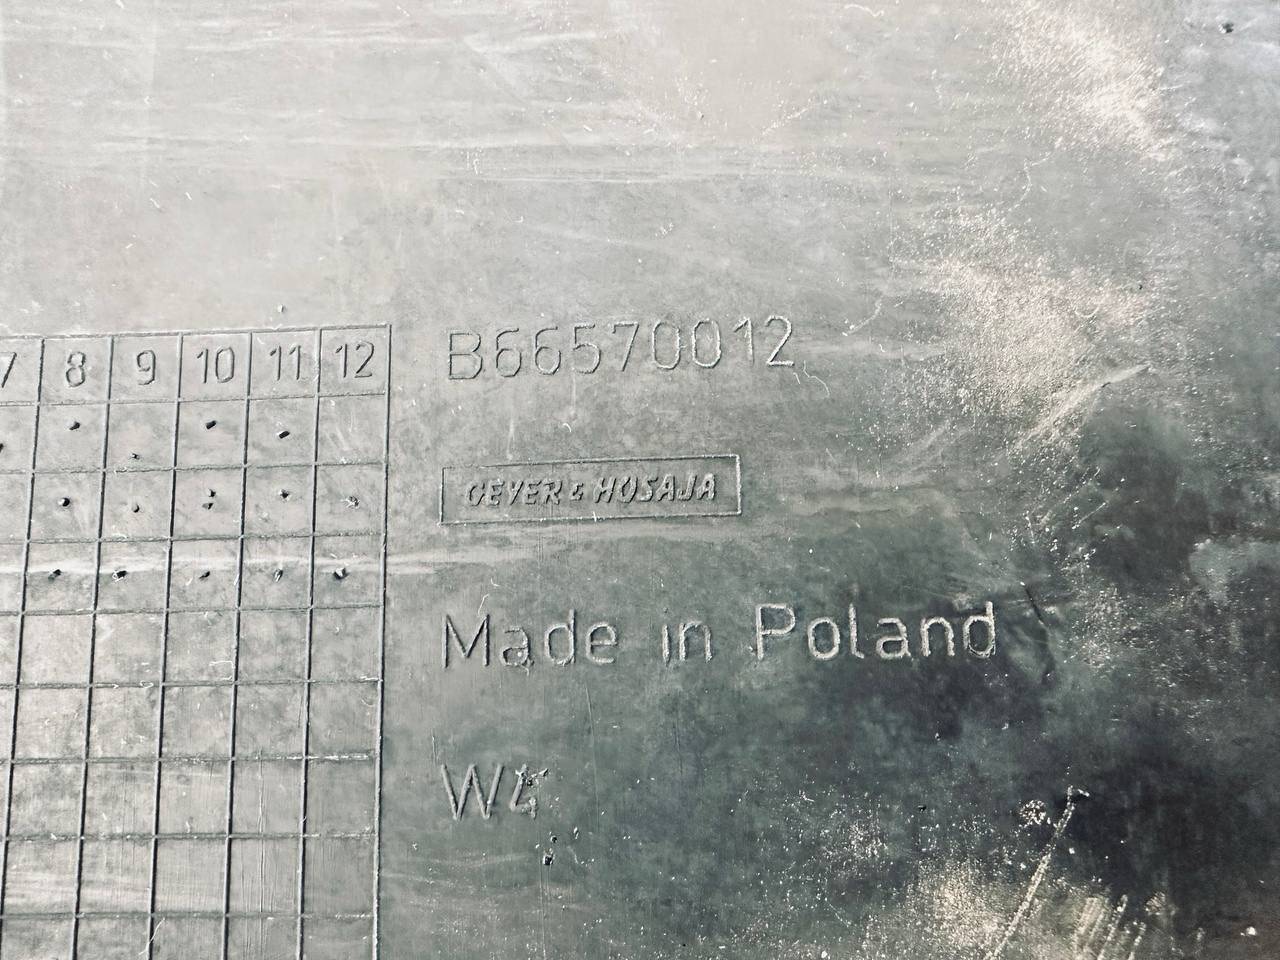 7 8 9 10 11 12
B66570012
GEYER & HOSAJA
Made in Poland
W4